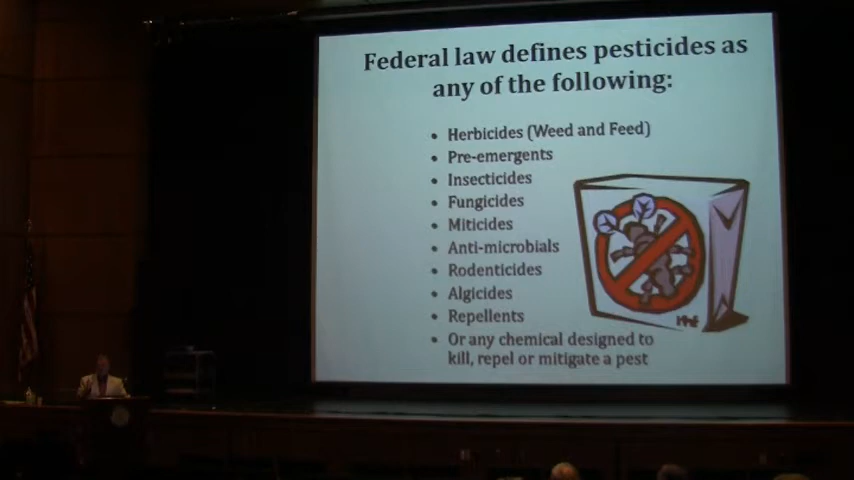 Federal law defines pesticides as
any of the following:
• Herbicides (Weed and Feed)
• Pre-emergents
• Insecticides
• Fungicides
• Miticides
• Anti-microbials
• Rodenticides
• Algicides
• Repellents
• Or any chemical designed to
kill, repel or mitigate a pest